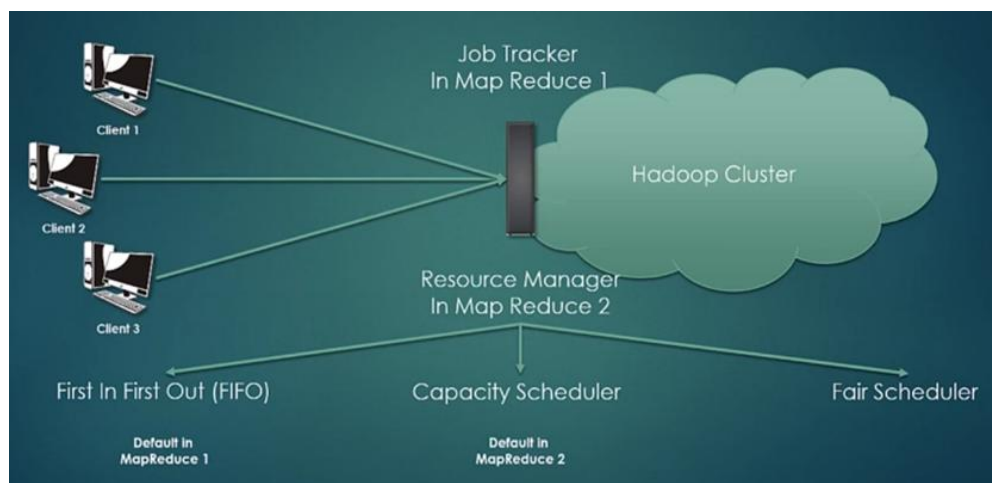 Job Tracker
In Map Reduce 1
Client 1
Hadoop Cluster
Client 2
Client 3
Resource Manager
In Map Reduce 2
First In First Out (FIFO)
Capacity Scheduler
Fair Scheduler
Default in
MapReduce 1
Default in
MapReduce 2